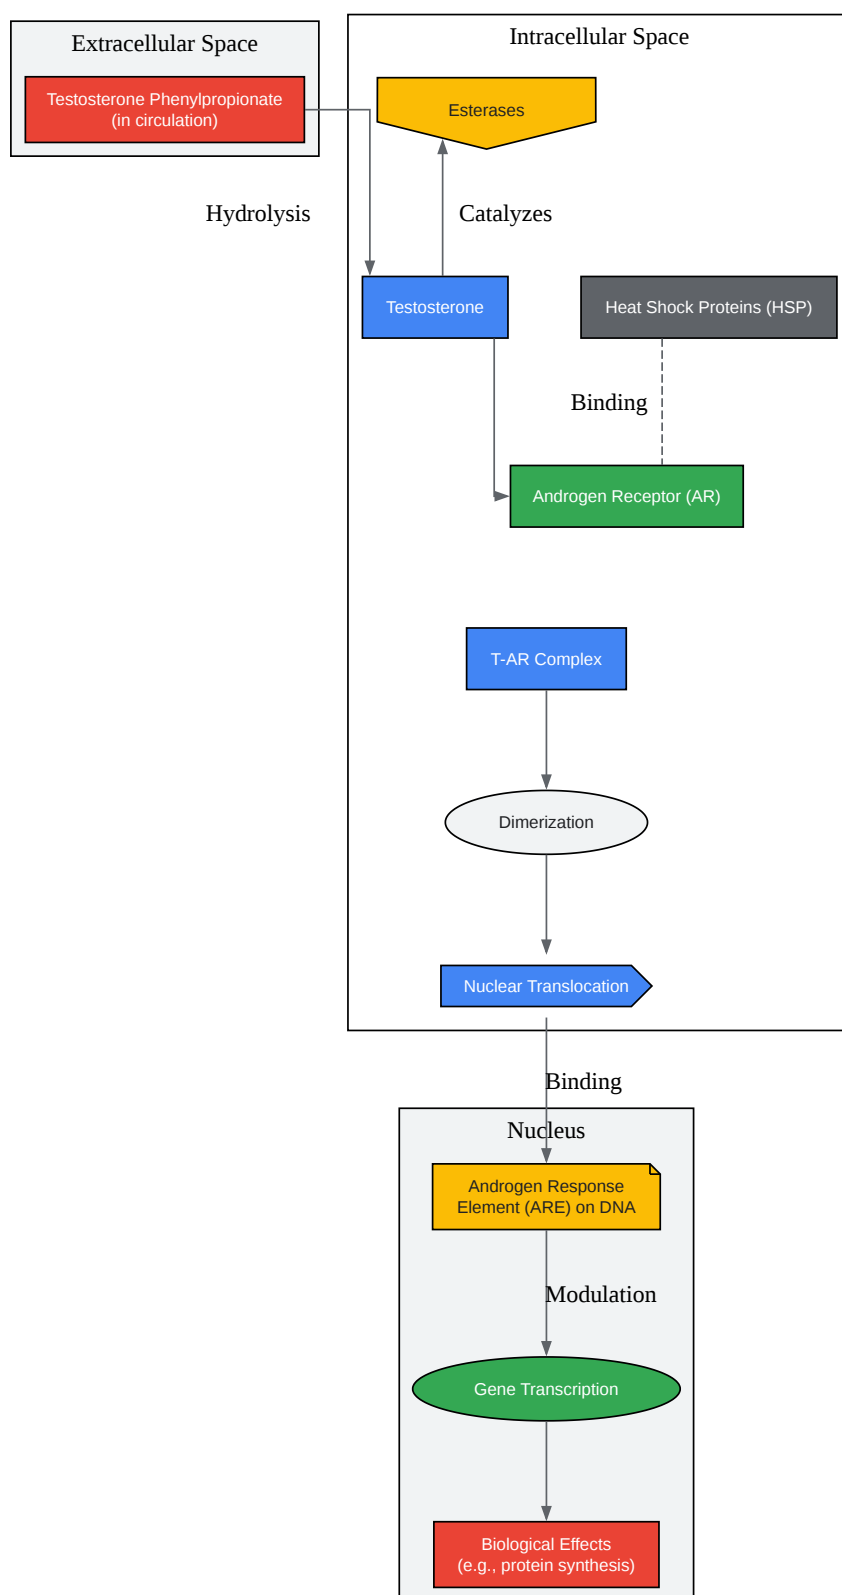 Extracellular Space
Testosterone Phenylpropionate
(in circulation)
Intracellular Space
Esterases
Hydrolysis
Catalyzes
Testosterone
Heat Shock Proteins (HSP)
Binding
Androgen Receptor (AR)
T-AR Complex
Dimerization
Nuclear Translocation
Binding
Nucleus
Androgen Response
Element (ARE) on DNA
Modulation
Gene Transcription
Biological Effects
(e.g., protein synthesis)